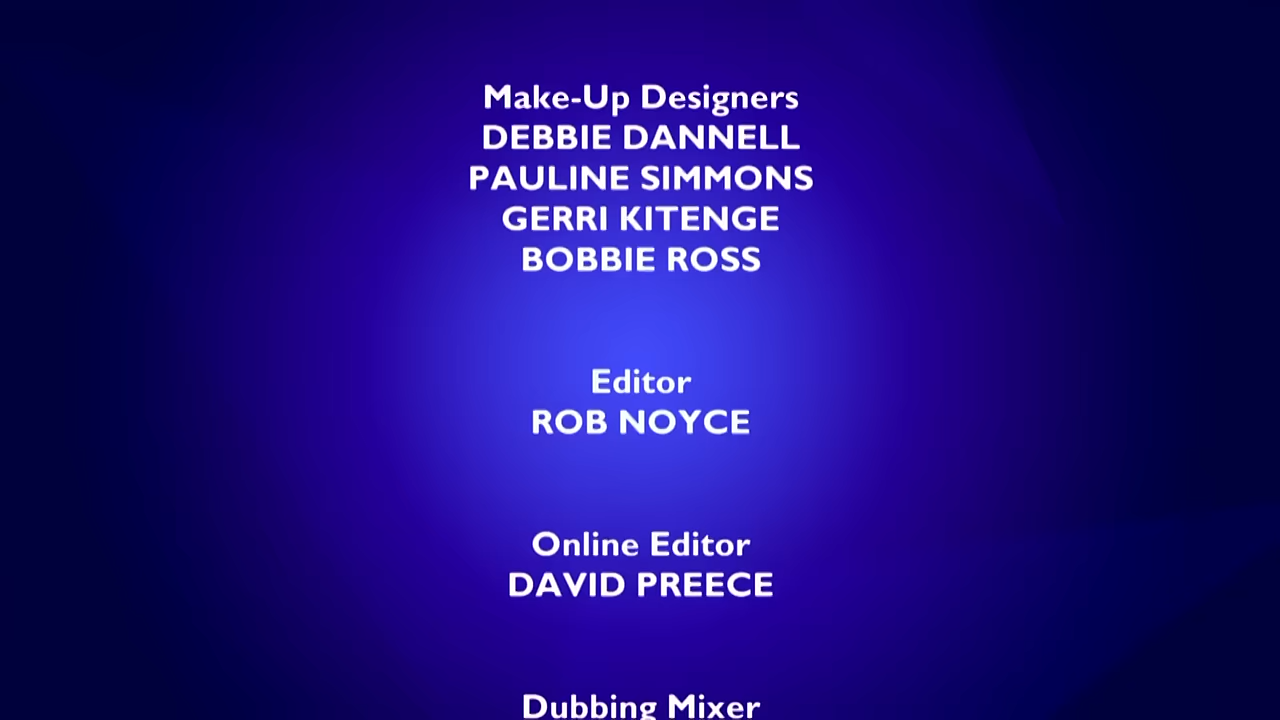 Make-Up Designers
DEBBIE DANNELL
PAULINE SIMMONS
GERRI KITENGE
BOBBIE ROSS
Editor
ROB NOYCE
Online Editor
DAVID PREECE
Dubbing Mixer